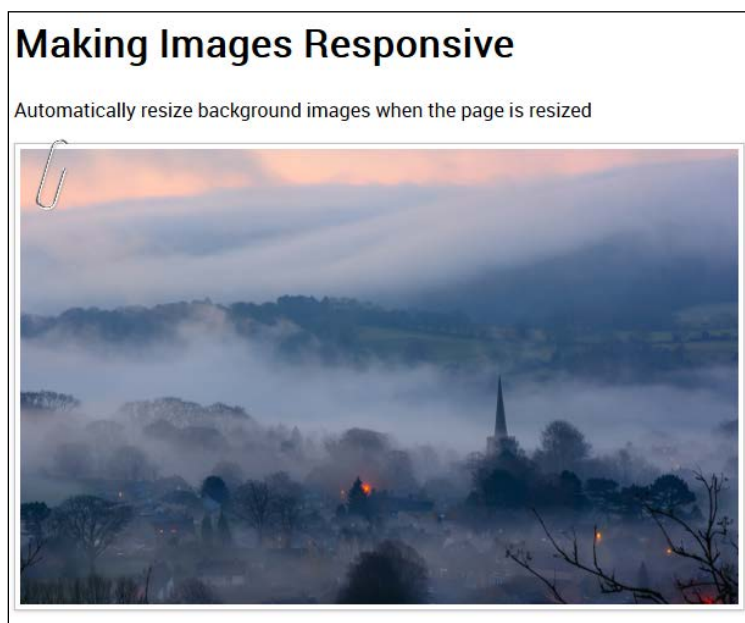 Making Images Responsive
Automatically resize background images when the page is resized